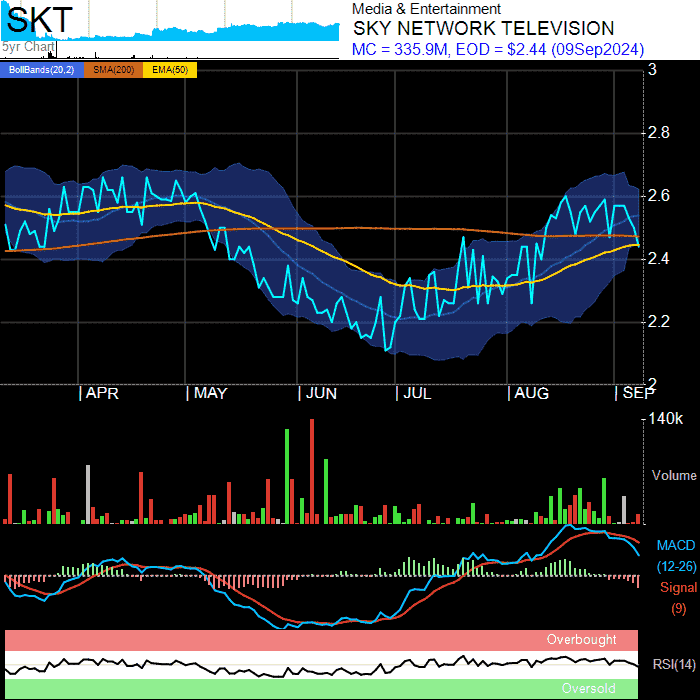 SKT
5yr Chart
Media & Entertainment
SKY NETWORK TELEVISION
MC = 335.9M, EOD = $2.44 (09Sep2024)
BollBands(20,2) SMA(200) EMA(50)
3
2.8
2.6
2.4
2.2
2
| APR | MAY | JUN | JUL | AUG | SEP
140k
Volume
MACD
(12-26)
Signal
(9)
Overbought
RSI(14)
Oversold